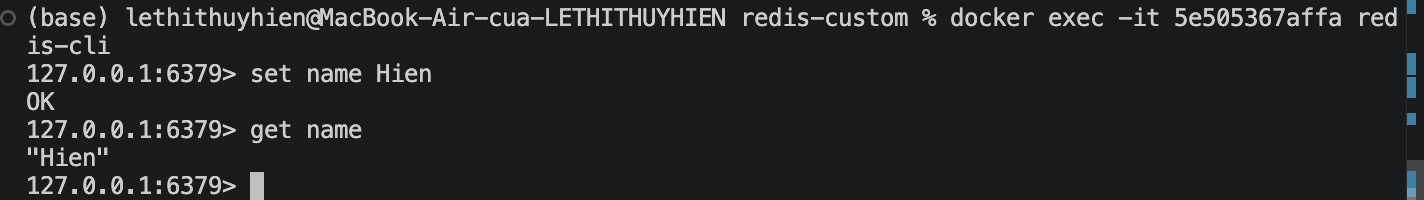 (base) lethithuyhien@MacBook-Air-cua-LETHITHUYHIEN redis-custom % docker exec -it 5e505367affa red
is-cli
127.0.0.1:6379> set name Hien
OK
127.0.0.1:6379> get name
"Hien"
127.0.0.1:6379>